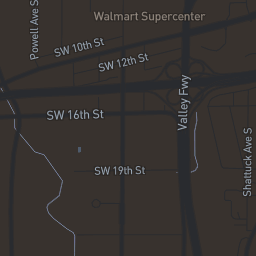 Walmart Supercenter
Powell Ave S
SW 10th St
SW 12th St
Valley Fwy
SW 16th St
Shattuck Ave S
SW 19th St